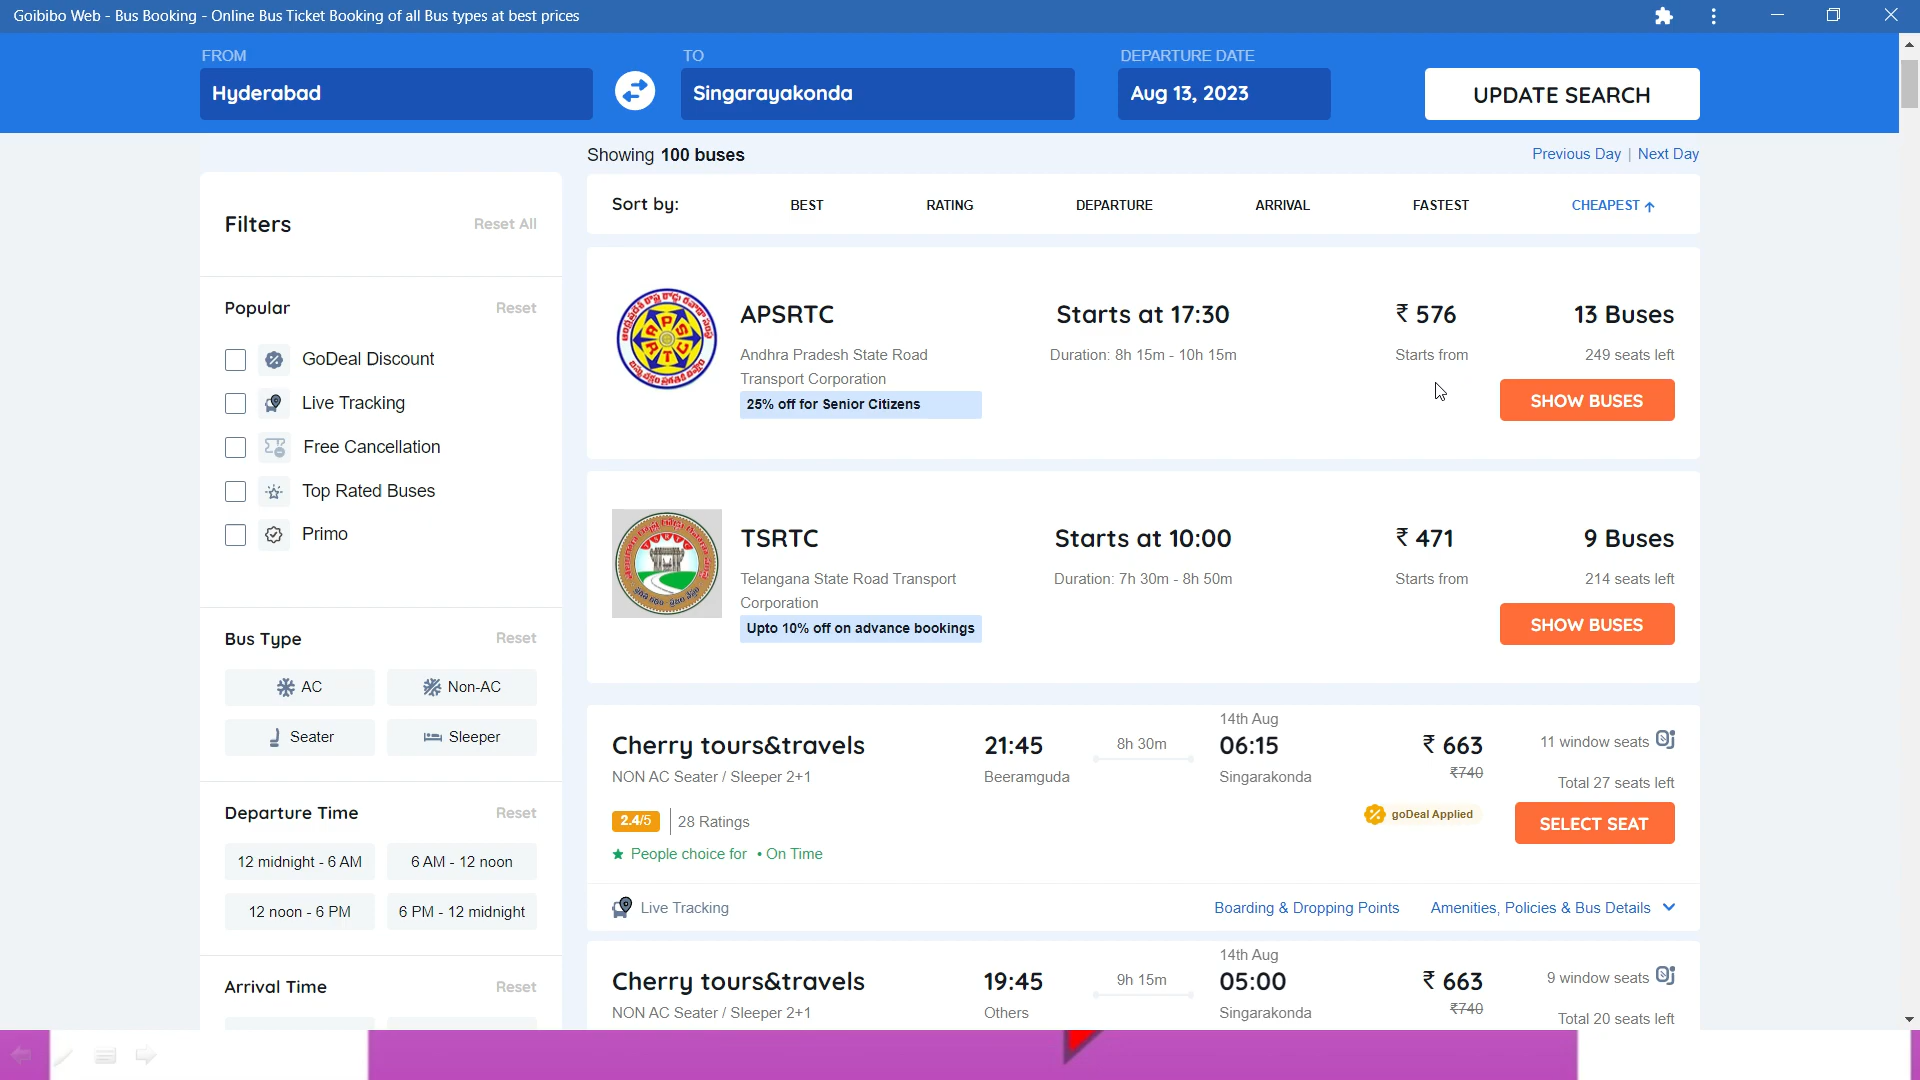 Goibibo Web - Bus Booking - Online Bus Ticket Booking of all Bus types at best prices
FROM
TO
DEPARTURE DATE
Hyderabad
Singarayakonda
Aug 13, 2023
UPDATE SEARCH
Showing 100 buses
Previous Day | Next Day
Filters
Reset All
Sort by:
BEST
RATING
DEPARTURE
ARRIVAL
FASTEST
CHEAPEST
Popular
Reset
GoDeal Discount
Live Tracking
Free Cancellation
Top Rated Buses
Primo
Bus Type
Reset
AC
Non-AC
Seater
Sleeper
Departure Time
Reset
12 midnight - 6 AM
6 AM - 12 noon
12 noon - 6 PM
6 PM - 12 midnight
Arrival Time
Reset
APSRTC
Starts at 17:30
₹ 576
13 Buses
Andhra Pradesh State Road
Transport Corporation
Duration: 8h 15m - 10h 15m
Starts from
249 seats left
25% off for Senior Citizens
SHOW BUSES
TSRTC
Starts at 10:00
₹ 471
9 Buses
Telangana State Road Transport
Corporation
Duration: 7h 30m - 8h 50m
Starts from
214 seats left
Upto 10% off on advance bookings
SHOW BUSES
14th Aug
Cherry tours&travels
21:45
8h 30m
06:15
₹ 663
11 window seats
NON AC Seater / Sleeper 2+1
Beeramguda
Singarakonda
₹740
Total 27 seats left
2.4/5
28 Ratings
goDeal Applied
SELECT SEAT
People choice for • On Time
Live Tracking
Boarding & Dropping Points
Amenities, Policies & Bus Details
14th Aug
Cherry tours&travels
19:45
9h 15m
05:00
₹ 663
9 window seats
NON AC Seater / Sleeper 2+1
Others
Singarakonda
₹740
Total 20 seats left